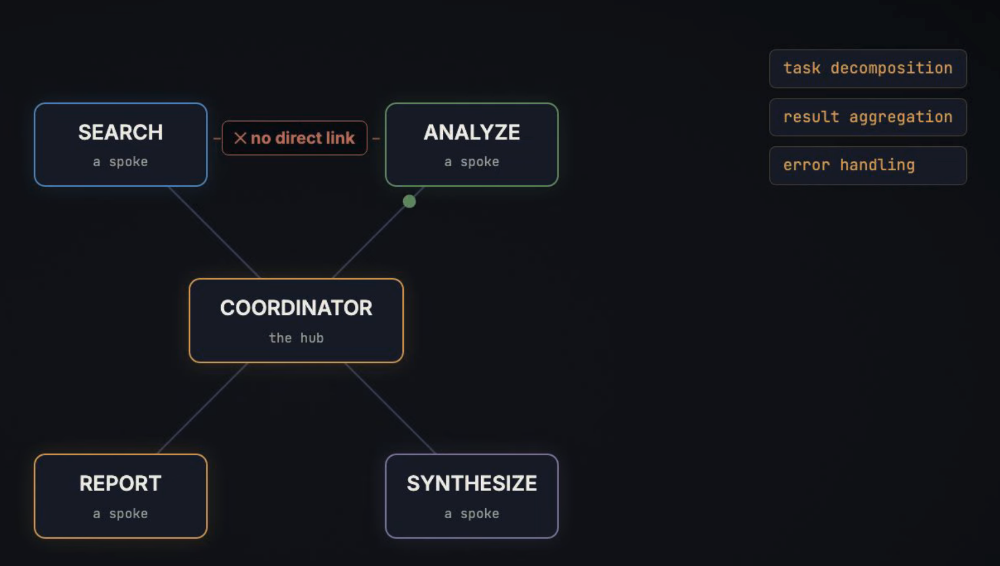 task decomposition
result aggregation
error handling
SEARCH
a spoke
✕ no direct link
ANALYZE
a spoke
COORDINATOR
the hub
REPORT
a spoke
SYNTHESIZE
a spoke